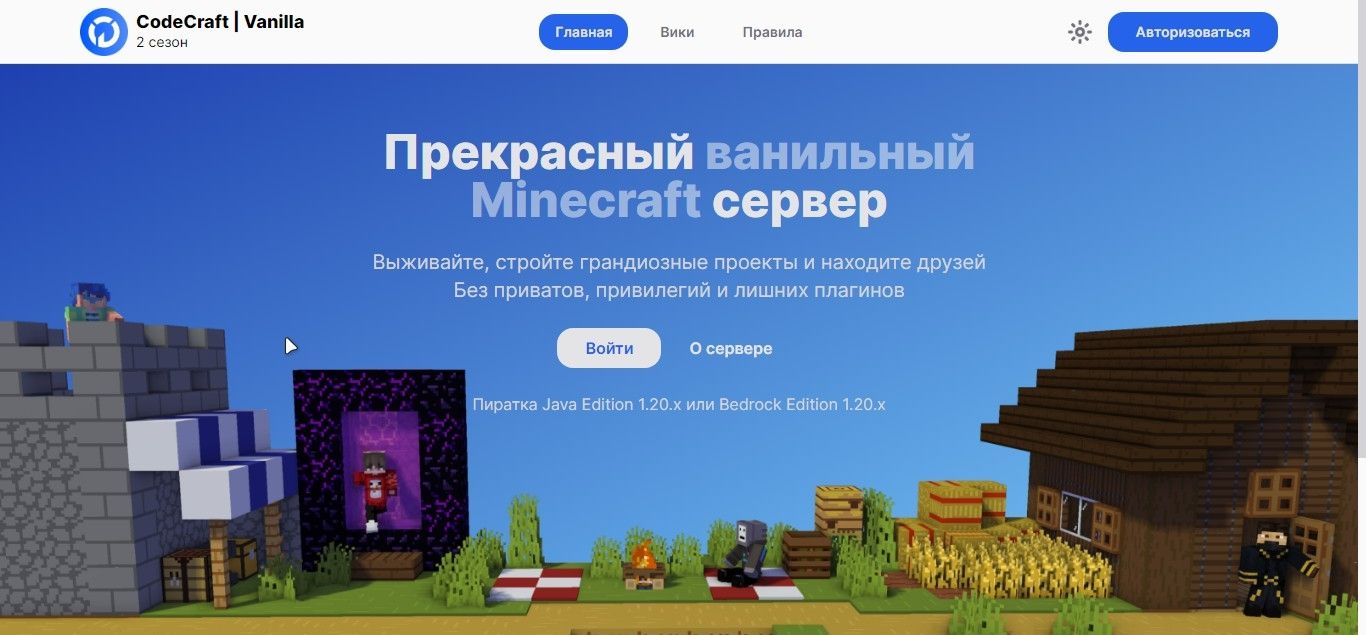 CodeCraft | Vanilla
2 сезон
Главная
Вики
Правила
Авторизоваться
Прекрасный ванильный
Minecraft сервер
Выживайте, стройте грандиозные проекты и находите друзей
Без приватов, привилегий и лишних плагинов
Войти
О сервере
Пиратка Java Edition 1.20.x или Bedrock Edition 1.20.x